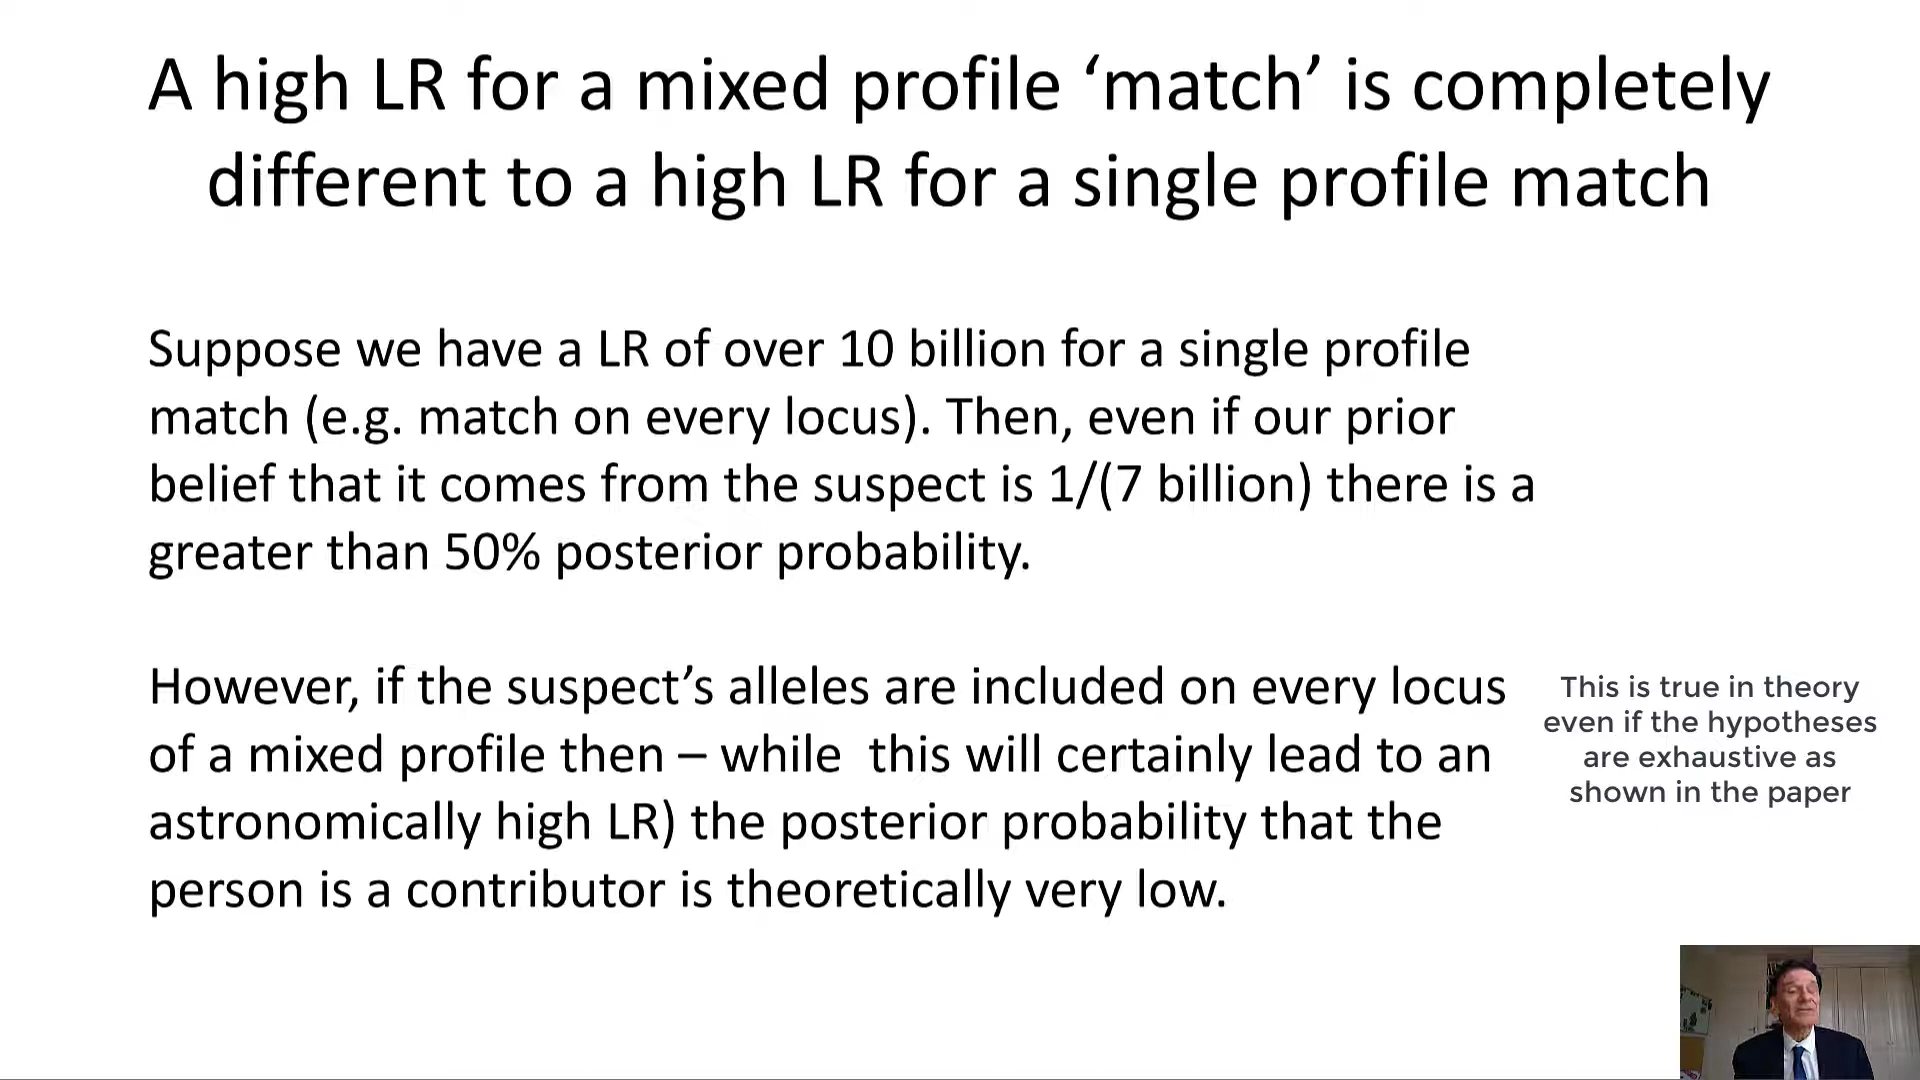 A high LR for a mixed profile ‘match’ is completely
different to a high LR for a single profile match
Suppose we have a LR of over 10 billion for a single profile
match (e.g. match on every locus). Then, even if our prior
belief that it comes from the suspect is 1/(7 billion) there is a
greater than 50% posterior probability.
However, if the suspect’s alleles are included on every locus
of a mixed profile then – while  this will certainly lead to an
astronomically high LR) the posterior probability that the
person is a contributor is theoretically very low.
This is true in theory
even if the hypotheses
are exhaustive as
shown in the paper